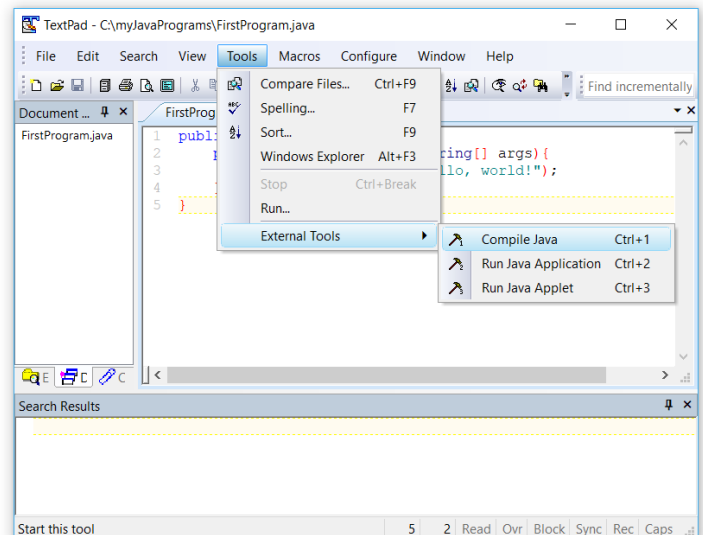 TextPad - C:\myJavaPrograms\FirstProgram.java
File Edit Search View Tools Macros Configure Window Help
Find incrementally
Document ...
FirstProg
FirstProgram.java
1 publ
2 ring[] args){
3 llo, world!");
4
5 }
Compare Files... Ctrl+F9
Spelling... F7
Sort... F9
Windows Explorer Alt+F3
Stop Ctrl+Break
Run...
External Tools
Compile Java Ctrl+1
Run Java Application Ctrl+2
Run Java Applet Ctrl+3
E D C
Search Results
Start this tool 5 2 Read Ovr Block Sync Rec Caps